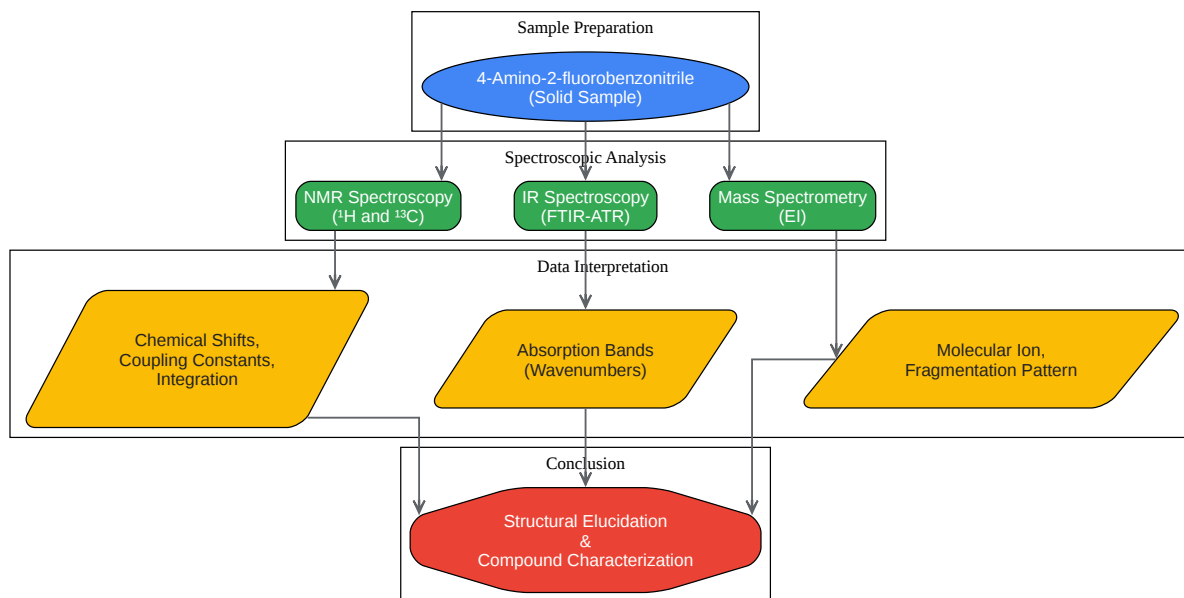 Sample Preparation
4-Amino-2-fluorobenzonitrile
(Solid Sample)
Spectroscopic Analysis
NMR Spectroscopy
(¹H and ¹³C)
IR Spectroscopy
(FTIR-ATR)
Mass Spectrometry
(EI)
Data Interpretation
Chemical Shifts,
Coupling Constants,
Integration
Absorption Bands
(Wavenumbers)
Molecular Ion,
Fragmentation Pattern
Conclusion
Structural Elucidation
&
Compound Characterization